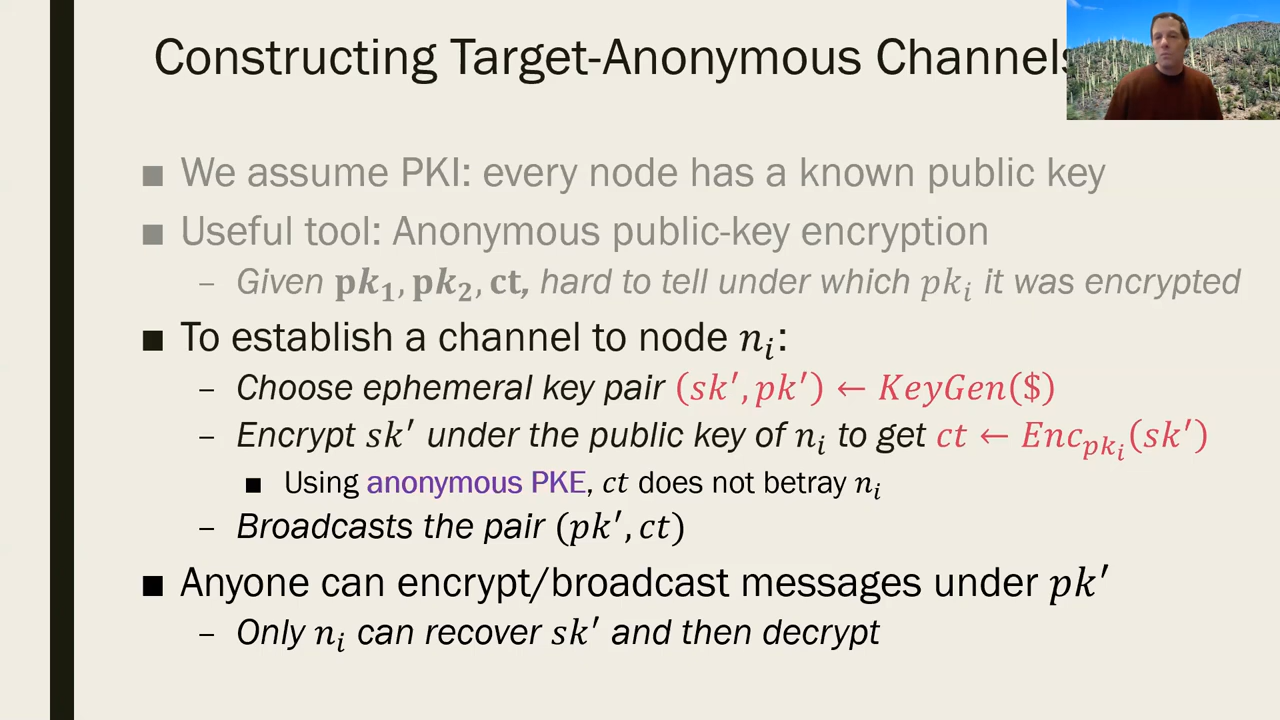 Constructing Target-Anonymous Channels
■ We assume PKI: every node has a known public key
■ Useful tool: Anonymous public-key encryption
– Given pk₁, pk₂, ct, hard to tell under which pkᵢ it was encrypted
■ To establish a channel to node nᵢ:
– Choose ephemeral key pair (sk′, pk′) ← KeyGen($)
– Encrypt sk′ under the public key of nᵢ to get ct ← Enc_{pkᵢ}(sk′)
■ Using anonymous PKE, ct does not betray nᵢ
– Broadcasts the pair (pk′, ct)
■ Anyone can encrypt/broadcast messages under pk′
– Only nᵢ can recover sk′ and then decrypt